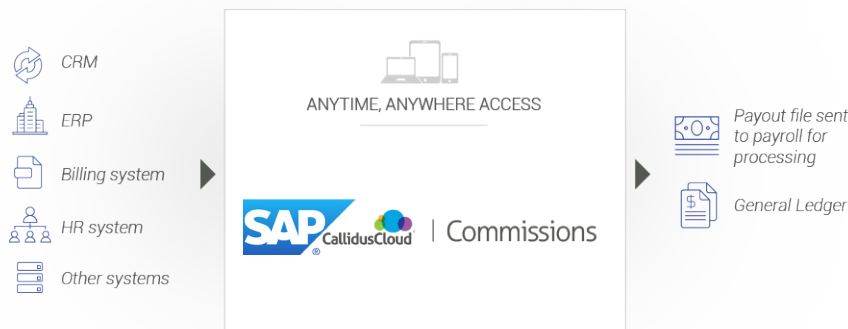 CRM
ERP
Billing system
HR system
Other systems
ANYTIME, ANYWHERE ACCESS
SAP® CallidusCloud | Commissions
Payout file sent
to payroll for
processing
$
General Ledger